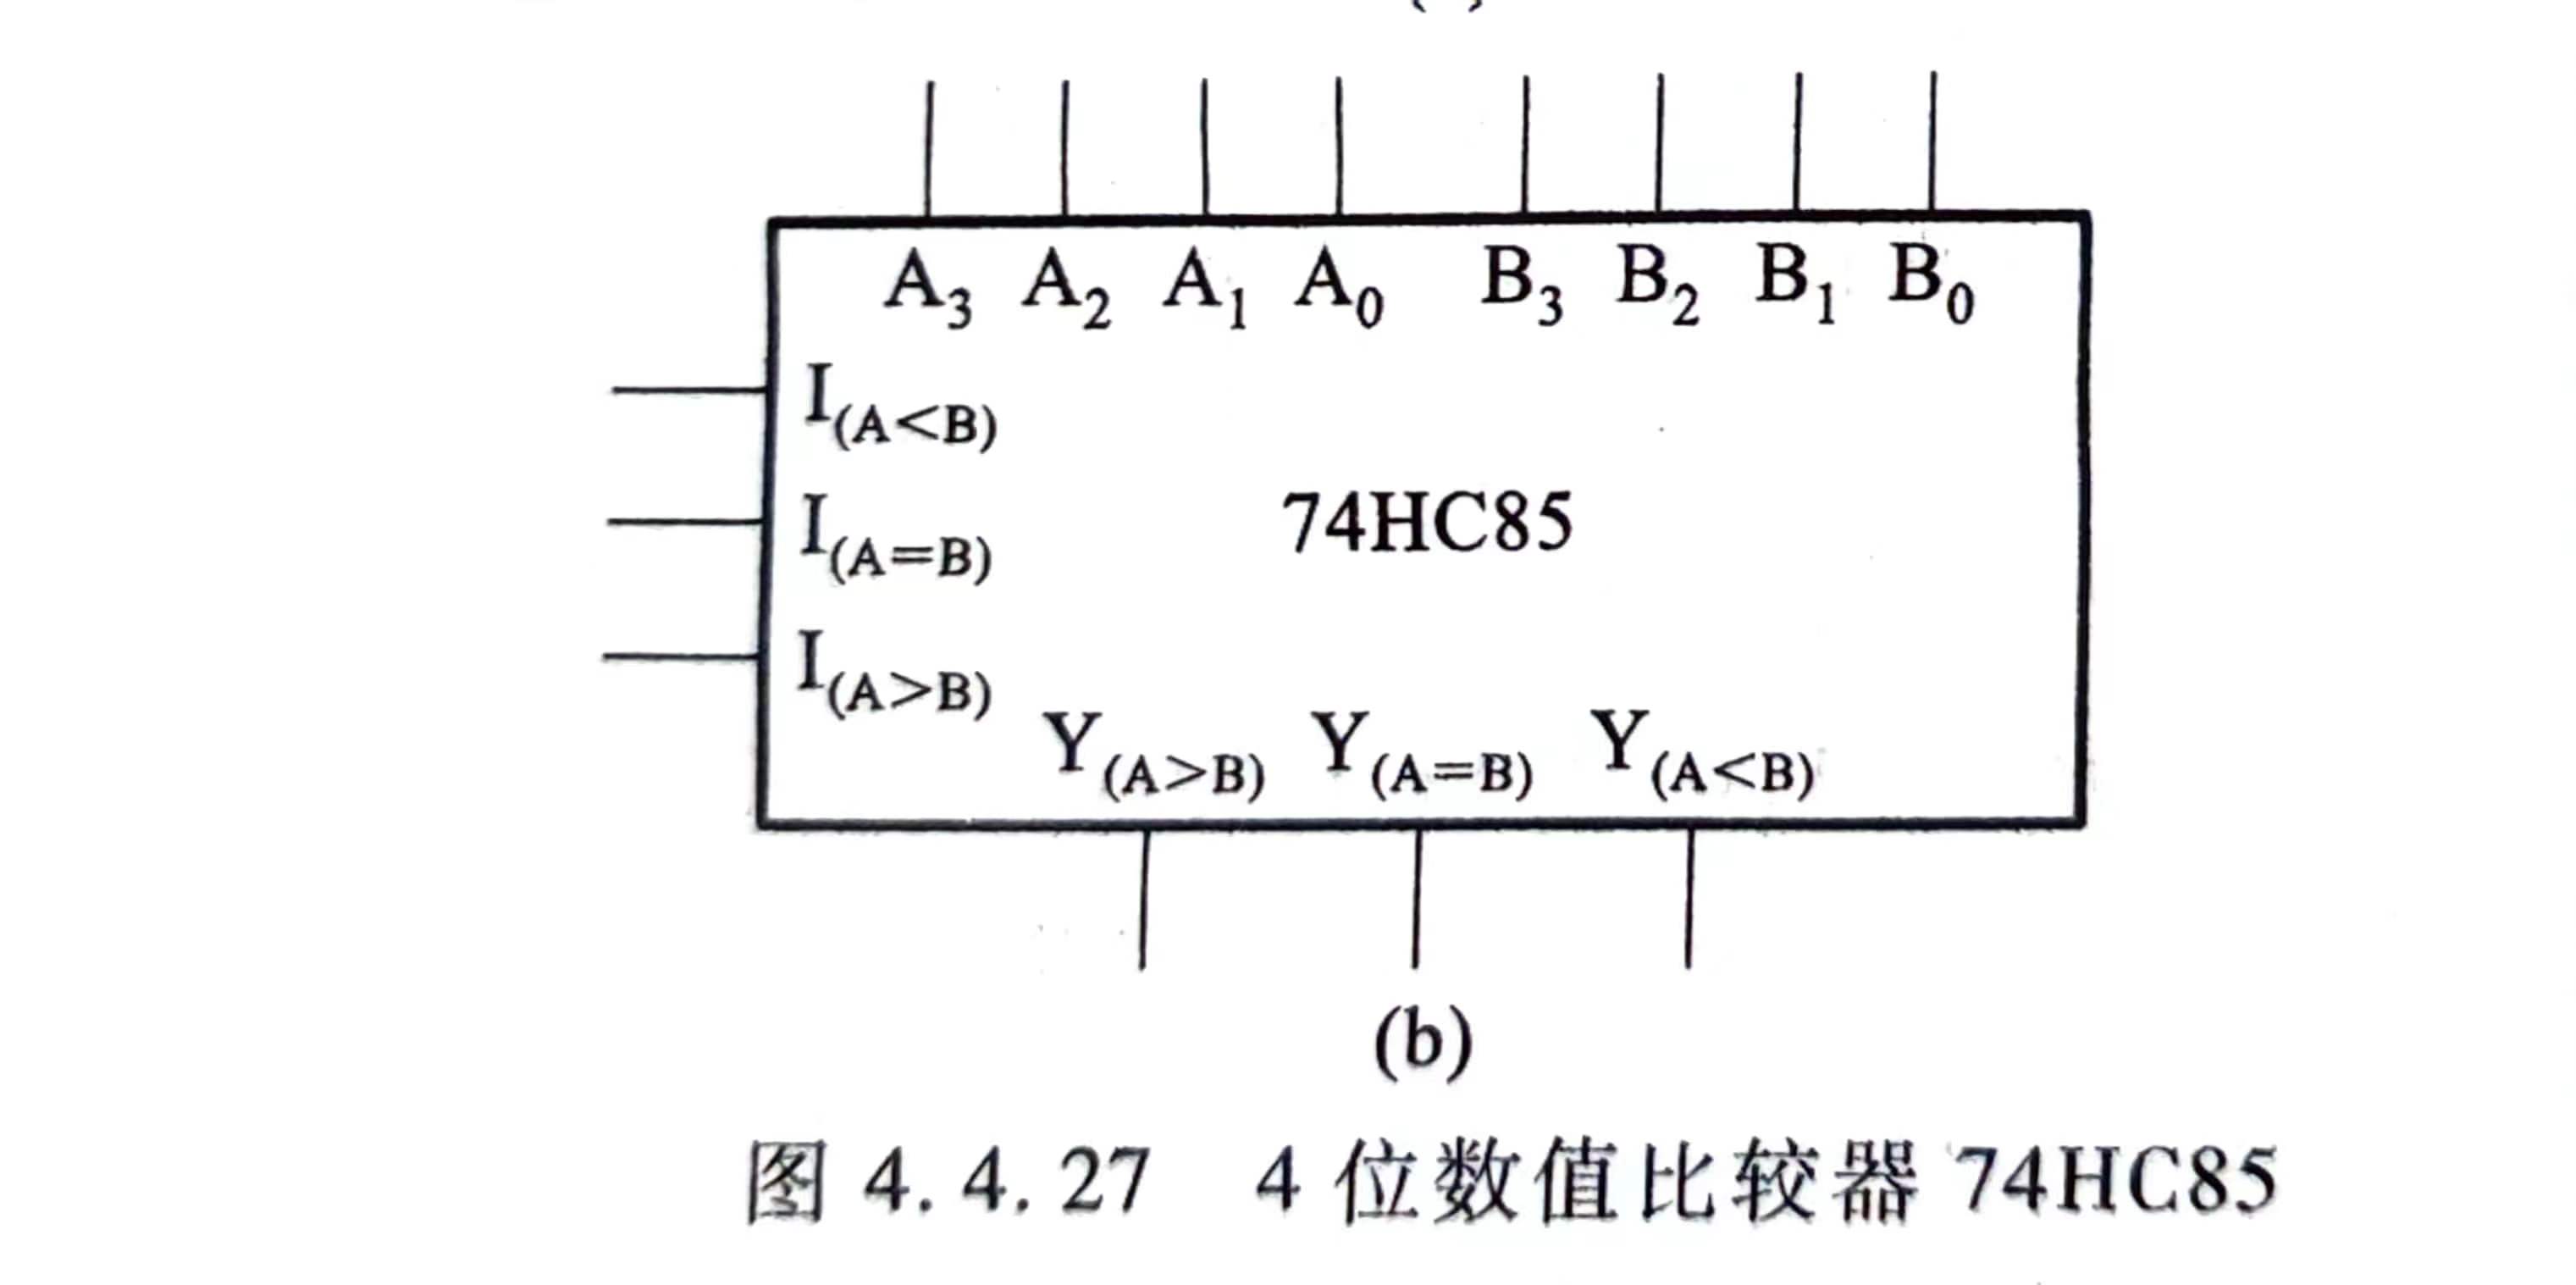 A₃ A₂ A₁ A₀ B₃ B₂ B₁ B₀
I(A<B)
I(A=B)
74HC85
I(A>B)
Y(A>B) Y(A=B) Y(A<B)
(b)
图 4.4.27 4 位数值比较器 74HC85